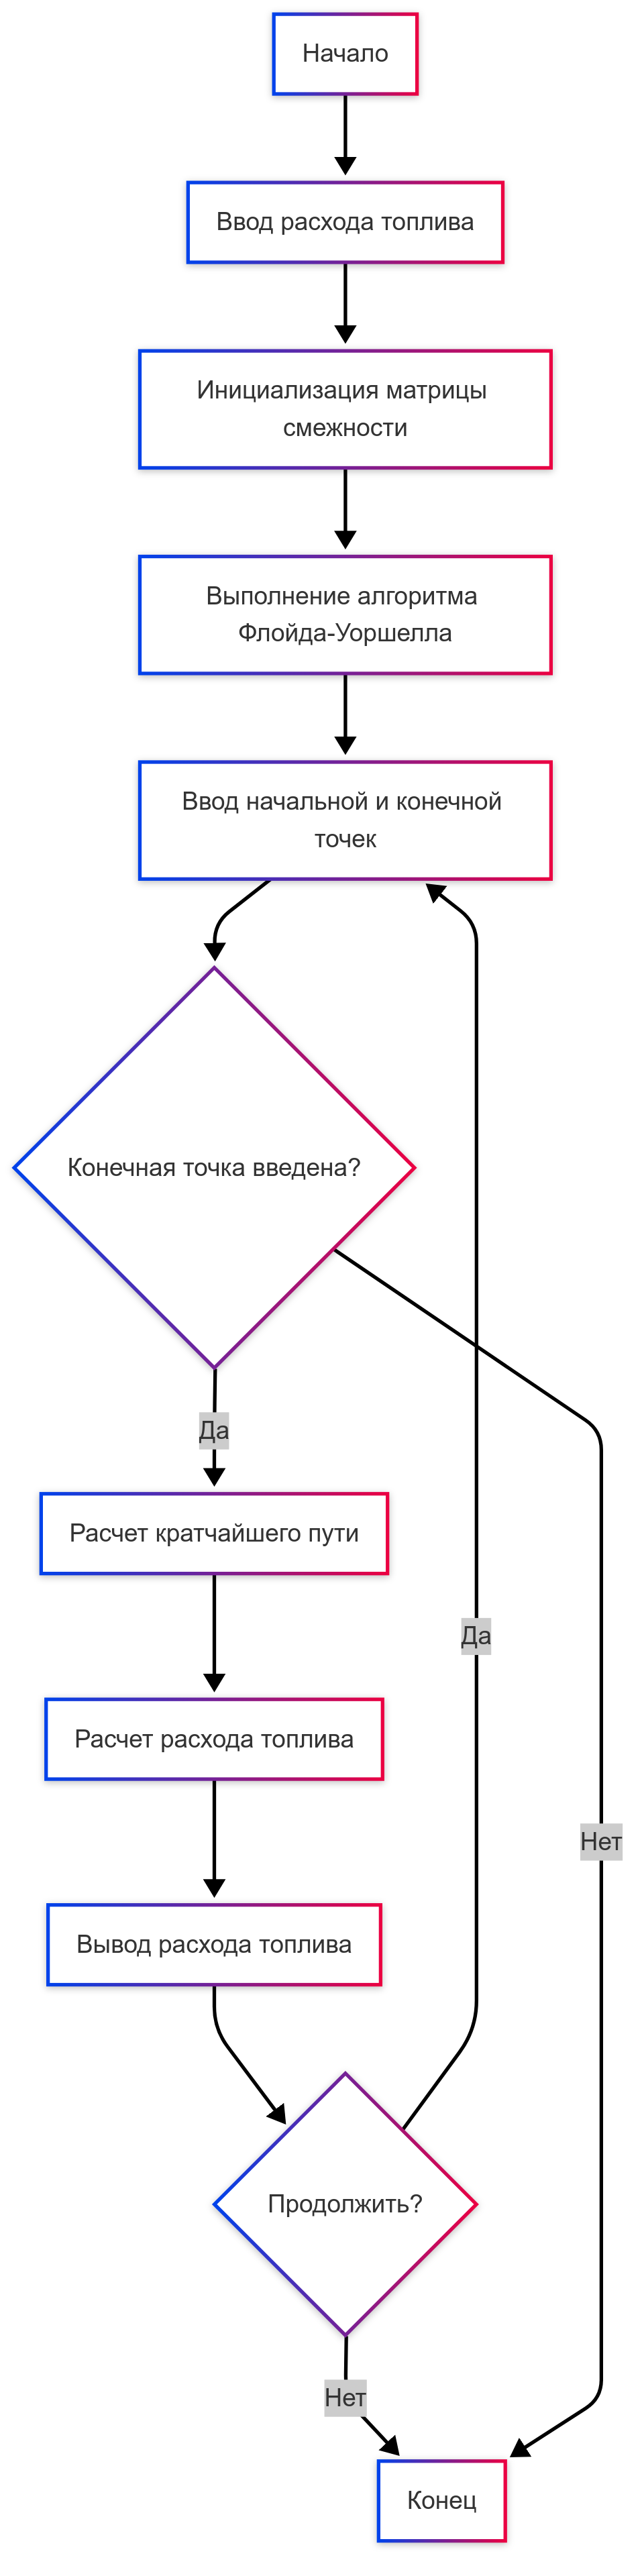 Начало
Ввод расхода топлива
Инициализация матрицы
смежности
Выполнение алгоритма
Флойда-Уоршелла
Ввод начальной и конечной
точек
Конечная точка введена?
Да
Расчет кратчайшего пути
Да
Расчет расхода топлива
Нет
Вывод расхода топлива
Продолжить?
Нет
Конец